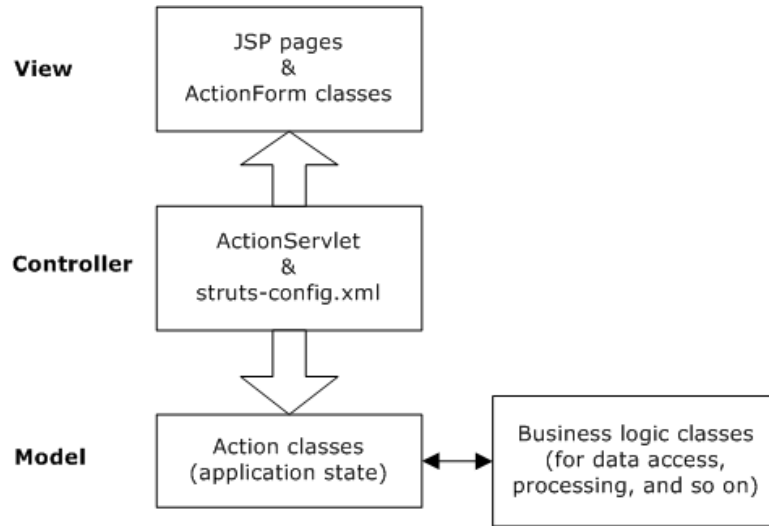 View
JSP pages
&
ActionForm classes
Controller
ActionServlet
&
struts-config.xml
Model
Action classes
(application state)
Business logic classes
(for data access,
processing, and so on)